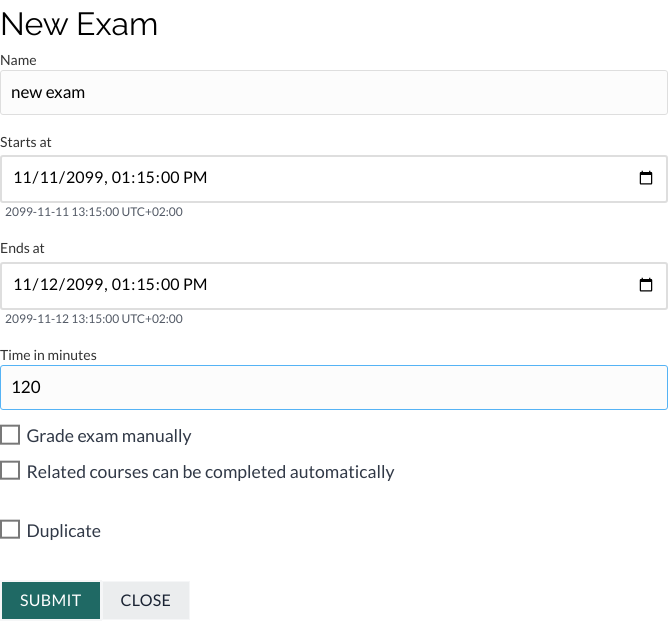 New Exam
Name
new exam
Starts at
11/11/2099, 01:15:00 PM
2099-11-11 13:15:00 UTC+02:00
Ends at
11/12/2099, 01:15:00 PM
2099-11-12 13:15:00 UTC+02:00
Time in minutes
120
Grade exam manually
Related courses can be completed automatically
Duplicate
SUBMIT CLOSE